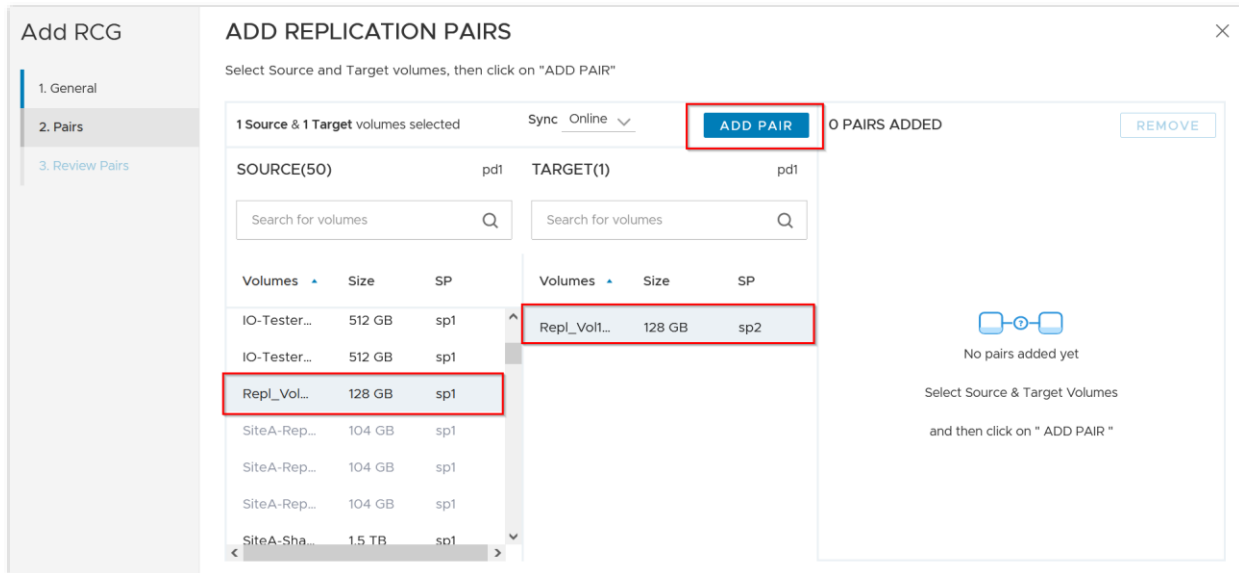 Add RCG
1. General
2. Pairs
3. Review Pairs
ADD REPLICATION PAIRS
Select Source and Target volumes, then click on "ADD PAIR"
1 Source & 1 Target volumes selected
Sync Online
ADD PAIR
SOURCE(50) pd1
Search for volumes
Volumes Size SP
IO-Tester... 512 GB sp1
IO-Tester... 512 GB sp1
Repl_Vol... 128 GB sp1
SiteA-Rep... 104 GB sp1
SiteA-Rep... 104 GB sp1
SiteA-Rep... 104 GB sp1
SiteA-Sha... 1.5 TB sp1
TARGET(1) pd1
Search for volumes
Volumes Size SP
Repl_Vol1... 128 GB sp2
0 PAIRS ADDED
REMOVE
No pairs added yet
Select Source & Target Volumes
and then click on " ADD PAIR "